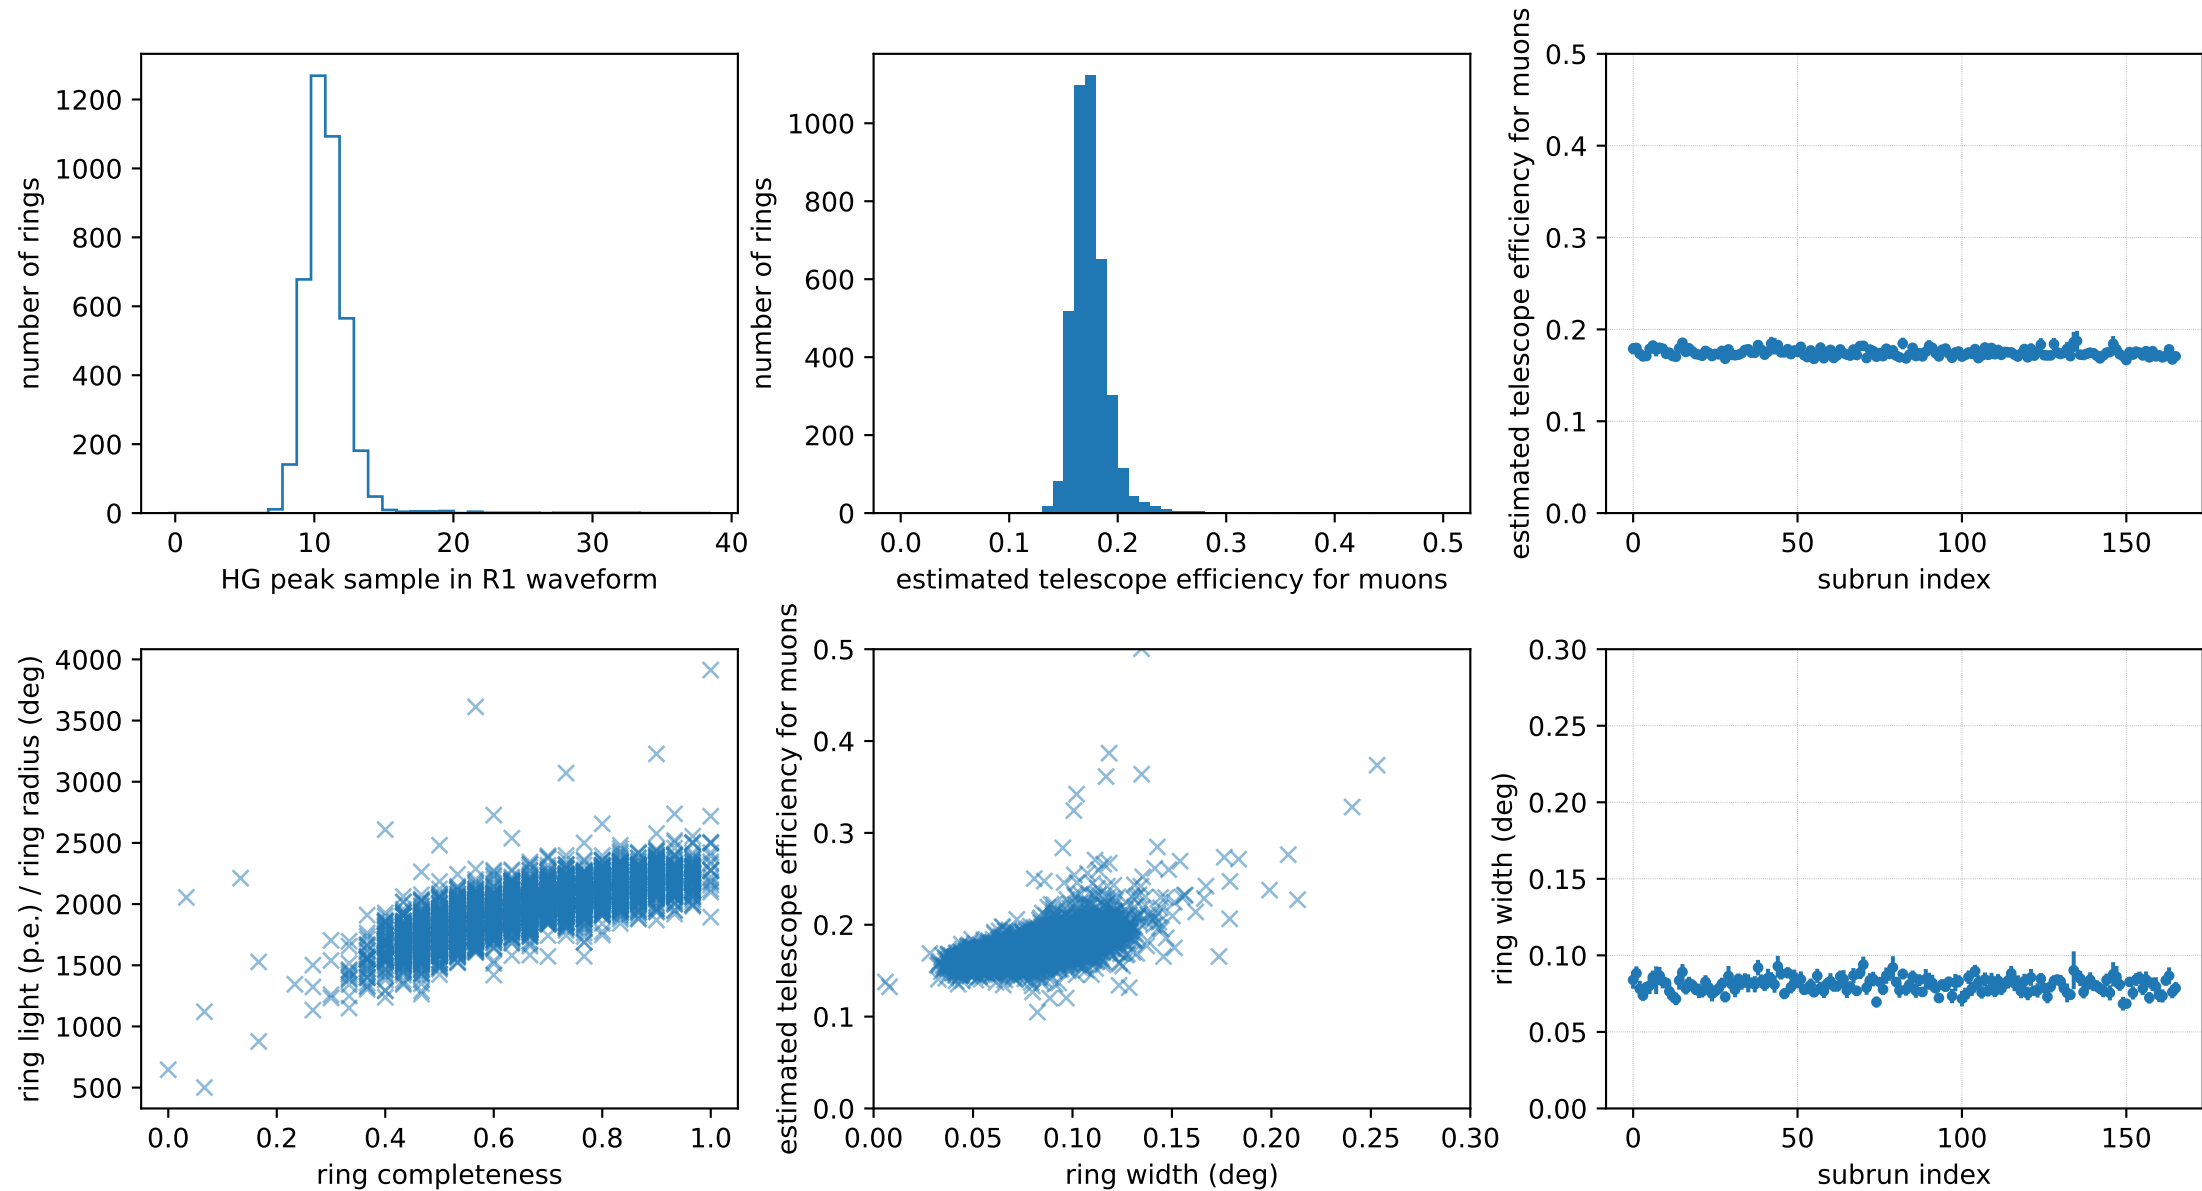 number of rings
1200
1000
800
600
400
200
0
0 10 20 30 40
HG peak sample in R1 waveform
number of rings
1000
800
600
400
200
0
0.0 0.1 0.2 0.3 0.4 0.5
estimated telescope efficiency for muons
estimated telescope efficiency for muons
0.5
0.4
0.3
0.2
0.1
0.0
0 50 100 150
subrun index
ring light (p.e.) / ring radius (deg)
4000
3500
3000
2500
2000
1500
1000
500
0.0 0.2 0.4 0.6 0.8 1.0
ring completeness
estimated telescope efficiency for muons
0.5
0.4
0.3
0.2
0.1
0.0
0.00 0.05 0.10 0.15 0.20 0.25 0.30
ring width (deg)
ring width (deg)
0.30
0.25
0.20
0.15
0.10
0.05
0.00
0 50 100 150
subrun index